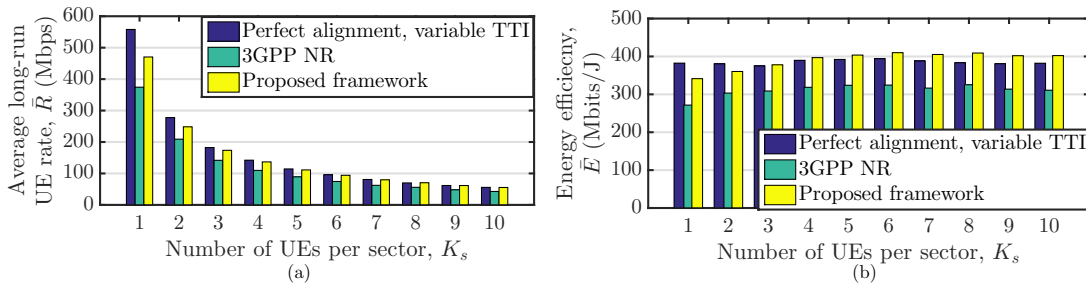 600
500
400
300
200
100
0
Average long-run
UE rate, R̄ (Mbps)
Perfect alignment, variable TTI
3GPP NR
Proposed framework
1 2 3 4 5 6 7 8 9 10
Number of UEs per sector, Kₛ
(a)
500
400
300
200
100
0
Energy efficiecny,
Ē (Mbits/J)
Perfect alignment, variable TTI
3GPP NR
Proposed framework
1 2 3 4 5 6 7 8 9 10
Number of UEs per sector, Kₛ
(b)